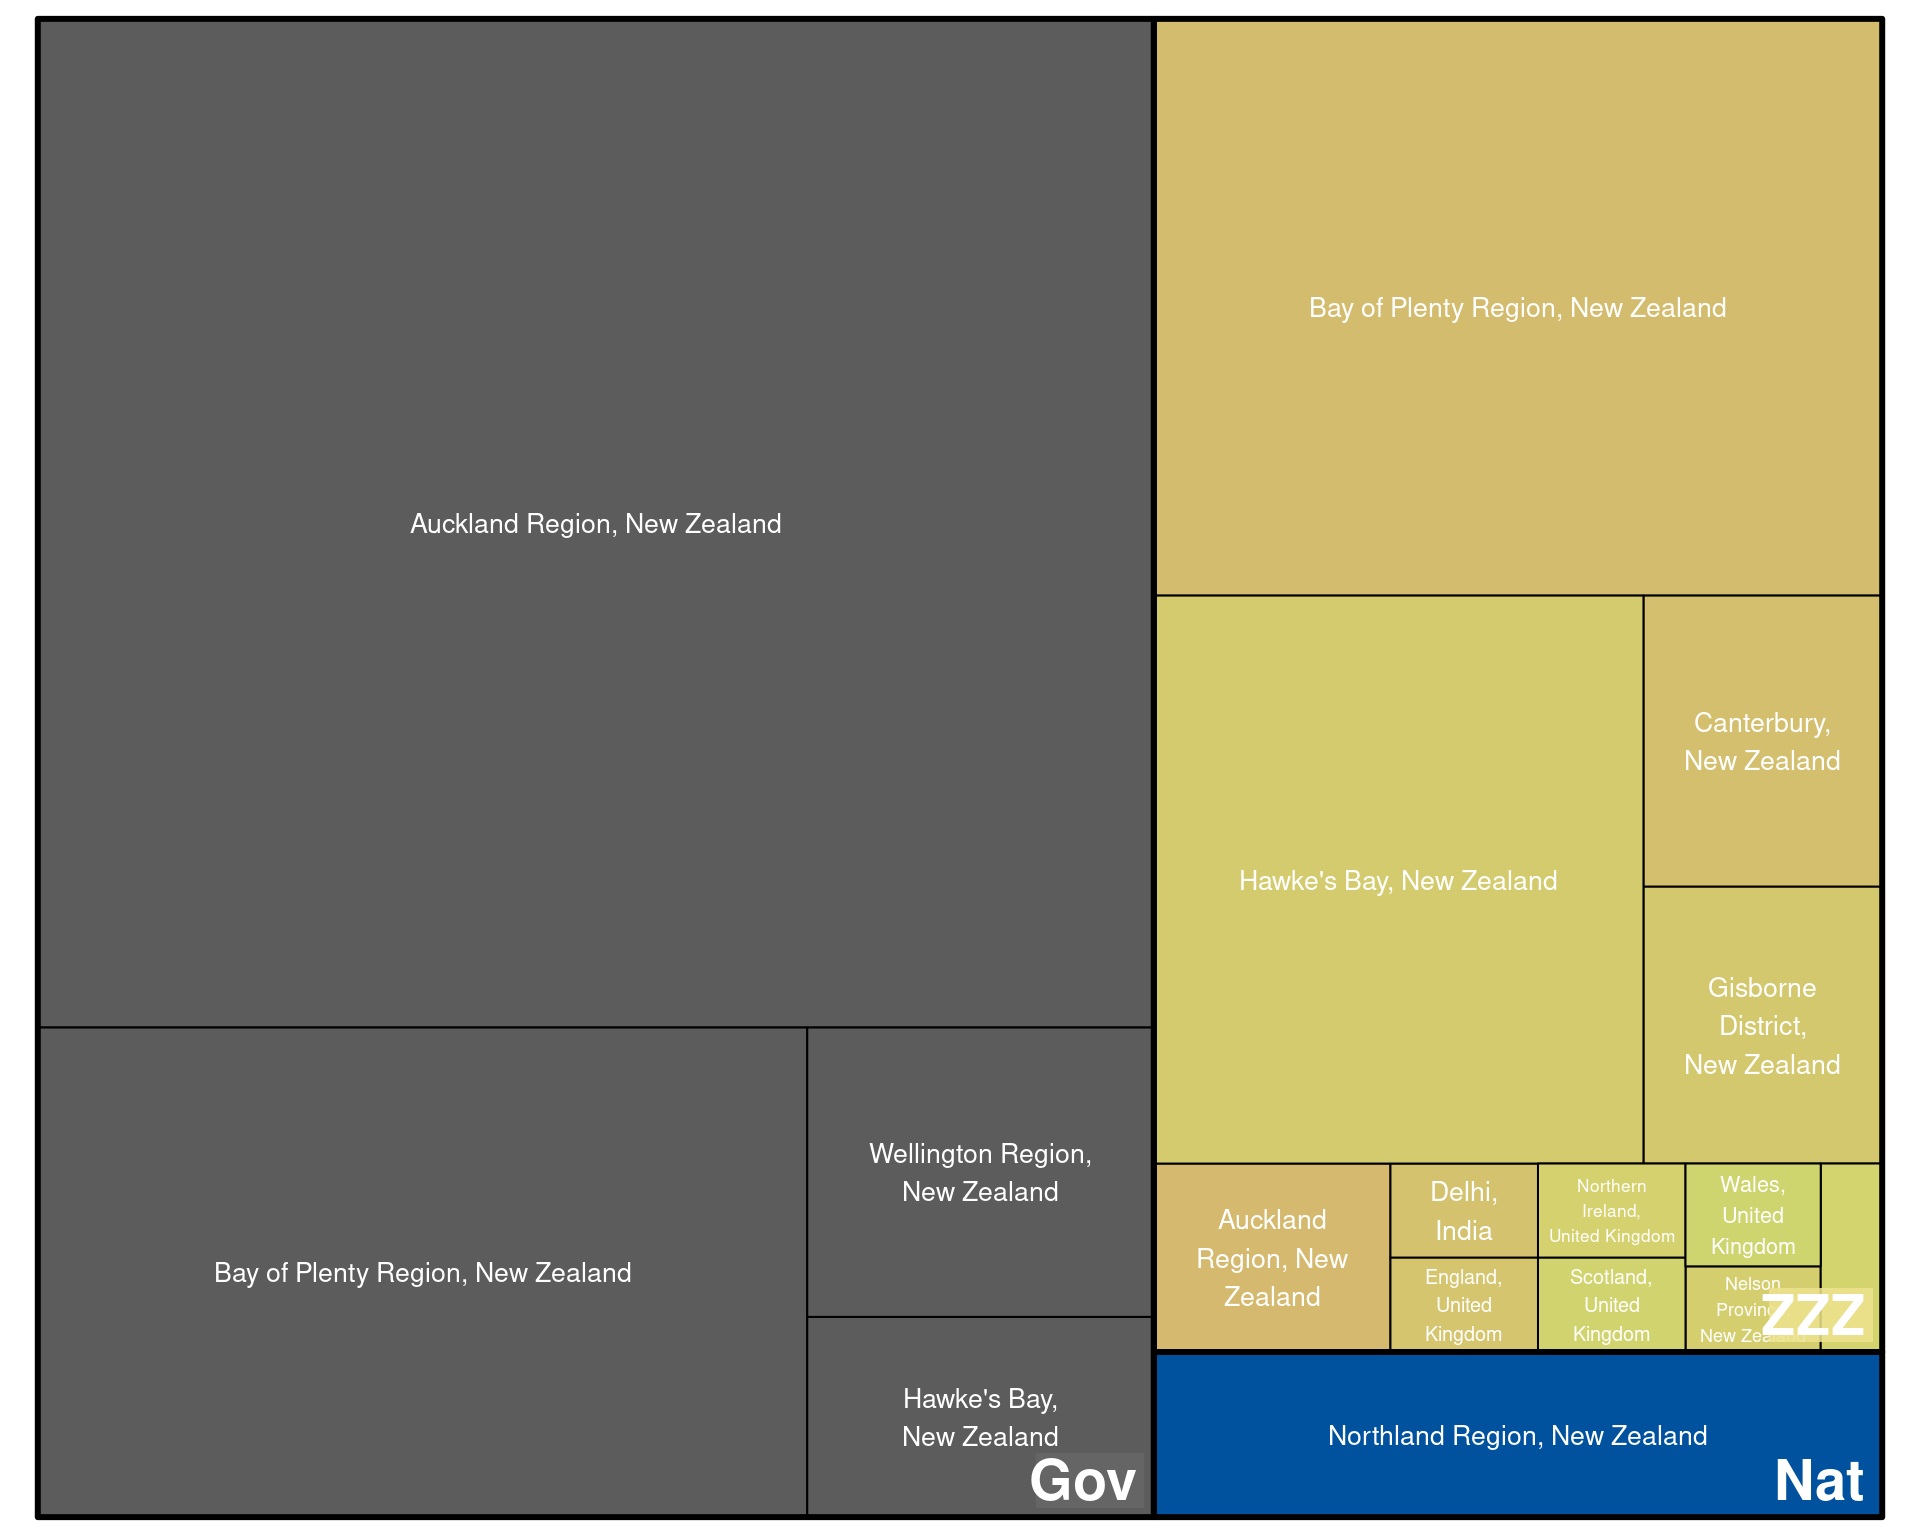 Auckland Region, New Zealand
Bay of Plenty Region, New Zealand
Wellington Region,
New Zealand
Hawke's Bay,
New Zealand
Gov
Bay of Plenty Region, New Zealand
Hawke's Bay, New Zealand
Canterbury,
New Zealand
Gisborne
District,
New Zealand
Auckland
Region, New
Zealand
Delhi,
India
England,
United
Kingdom
Northern
Ireland,
United Kingdom
Scotland,
United
Kingdom
Wales,
United
Kingdom
Nelson
Province,
New Zealand
ZZZ
Northland Region, New Zealand
Nat